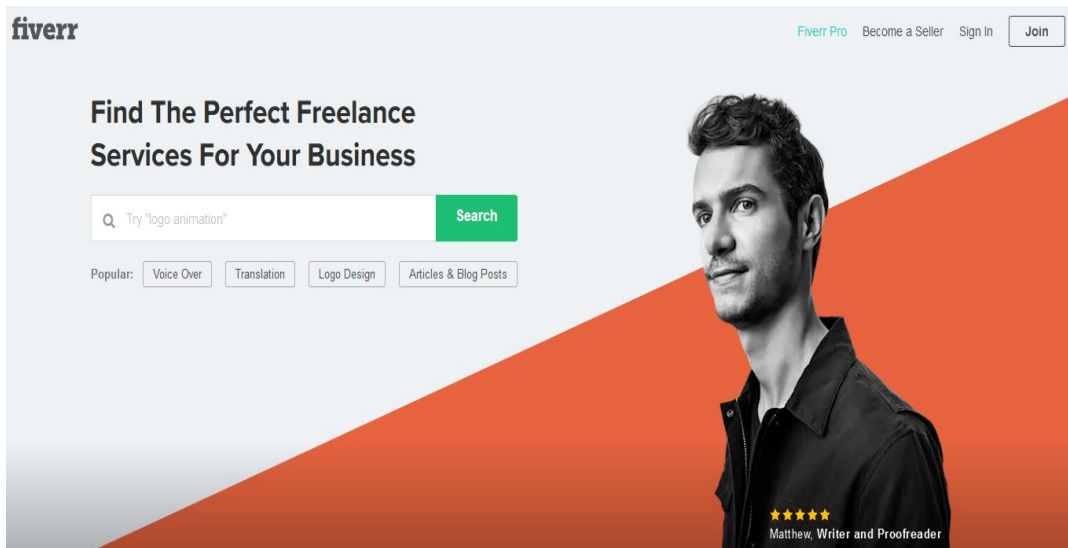 fiverr
Fiverr Pro Become a Seller Sign In Join
Find The Perfect Freelance
Services For Your Business
Try "logo animation" Search
Popular: Voice Over Translation Logo Design Articles & Blog Posts
Matthew, Writer and Proofreader